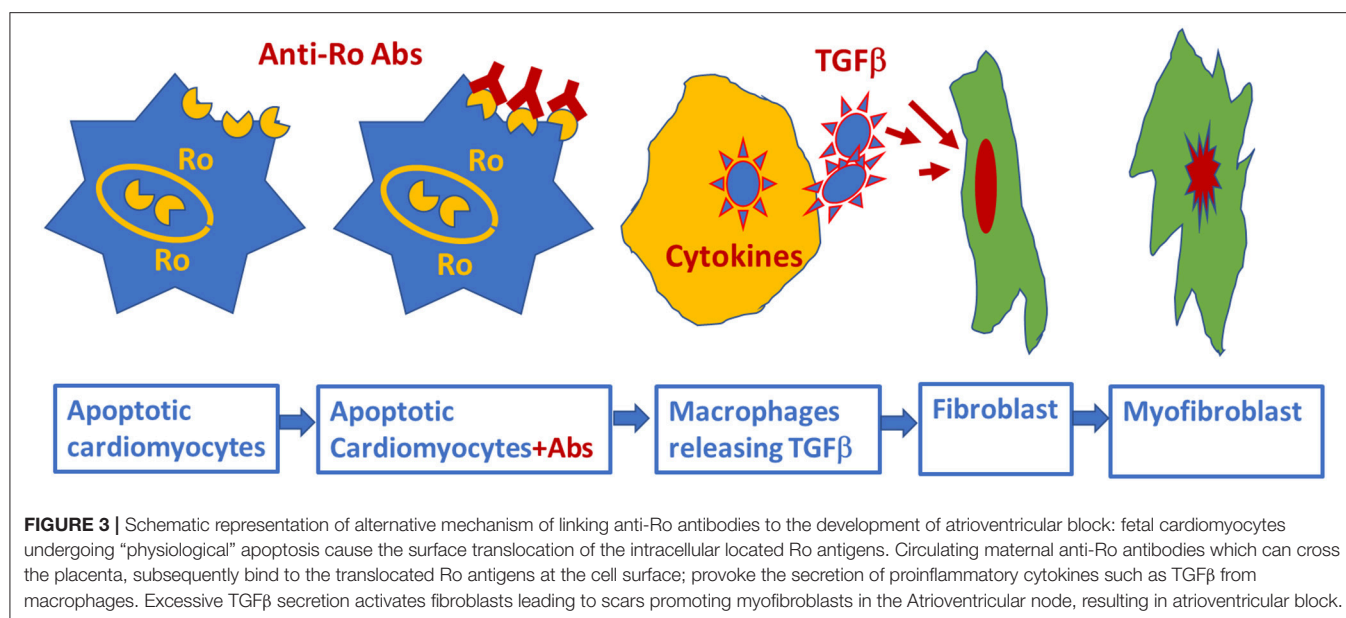 Anti-Ro Abs
TGFβ
Ro
Ro
Ro
Ro
Cytokines
Apoptotic
cardiomyocytes
Apoptotic
Cardiomyocytes+Abs
Macrophages
releasing TGFβ
Fibroblast
Myofibroblast
FIGURE 3 | Schematic representation of alternative mechanism of linking anti-Ro antibodies to the development of atrioventricular block: fetal cardiomyocytes
undergoing “physiological” apoptosis cause the surface translocation of the intracellular located Ro antigens. Circulating maternal anti-Ro antibodies which can cross
the placenta, subsequently bind to the translocated Ro antigens at the cell surface; provoke the secretion of proinflammatory cytokines such as TGFβ from
macrophages. Excessive TGFβ secretion activates fibroblasts leading to scars promoting myofibroblasts in the Atrioventricular node, resulting in atrioventricular block.